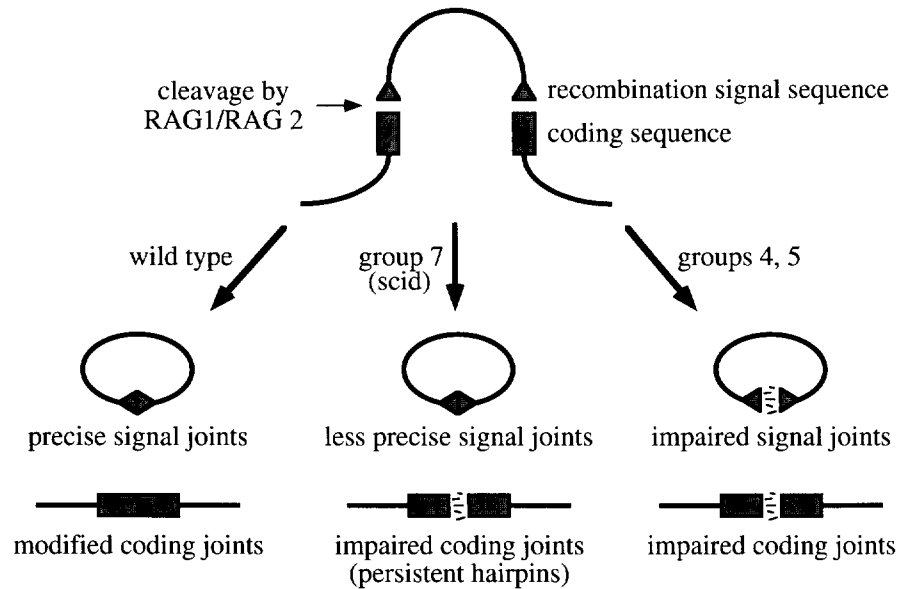 cleavage by
RAG1/RAG 2
recombination signal sequence
coding sequence
wild type
group 7
(scid)
groups 4, 5
precise signal joints
less precise signal joints
impaired signal joints
modified coding joints
impaired coding joints
(persistent hairpins)
impaired coding joints